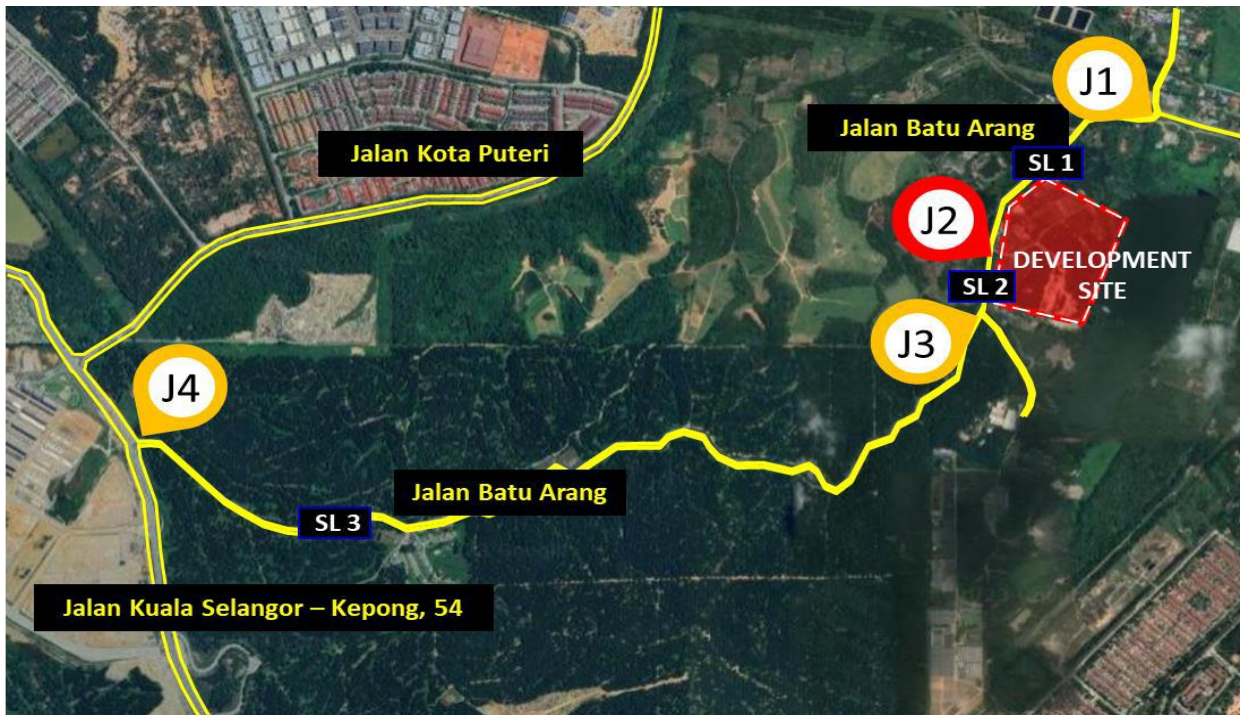 J1
Jalan Batu Arang
Jalan Kota Puteri
SL 1
J2
DEVELOPMENT
SITE
SL 2
J3
J4
Jalan Batu Arang
SL 3
Jalan Kuala Selangor – Kepong, 54